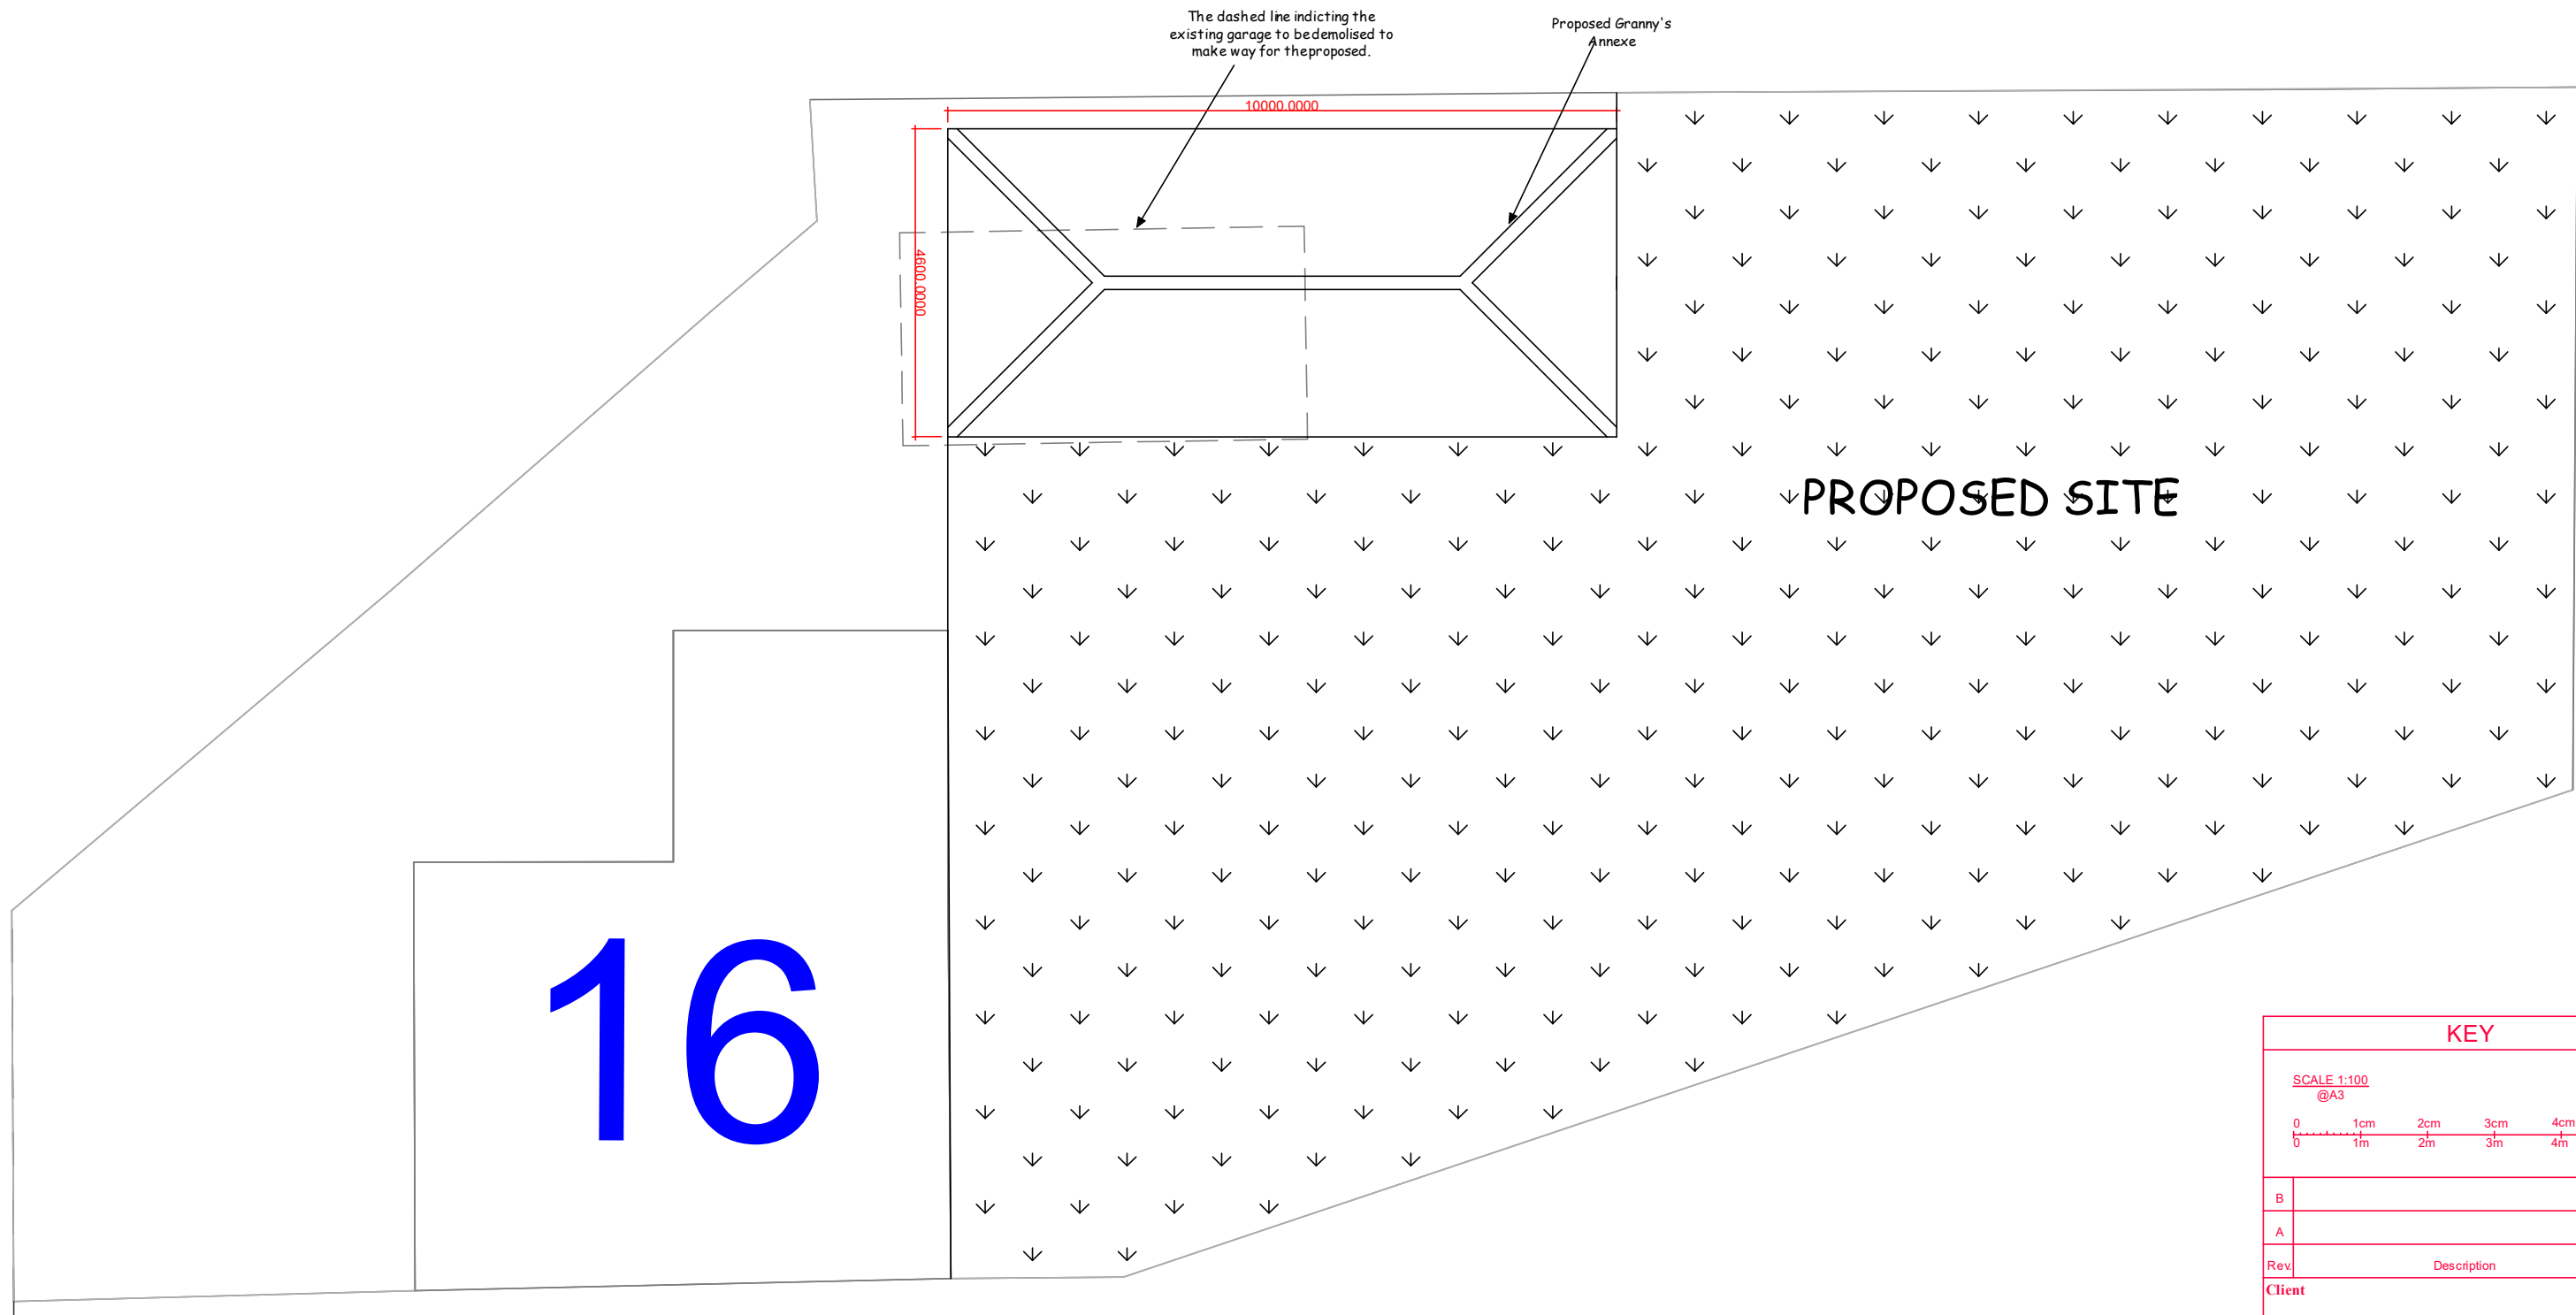 The dashed line indicting the
existing garage to be demolised to
make way for the proposed.
Proposed Granny's
Annexe
10000.0000
4600.0000
PROPOSED SITE
16
KEY
SCALE 1:100
@A3
0 1cm 2cm 3cm 4cm
0 1m 2m 3m 4m
B
A
Rev. Description
Client